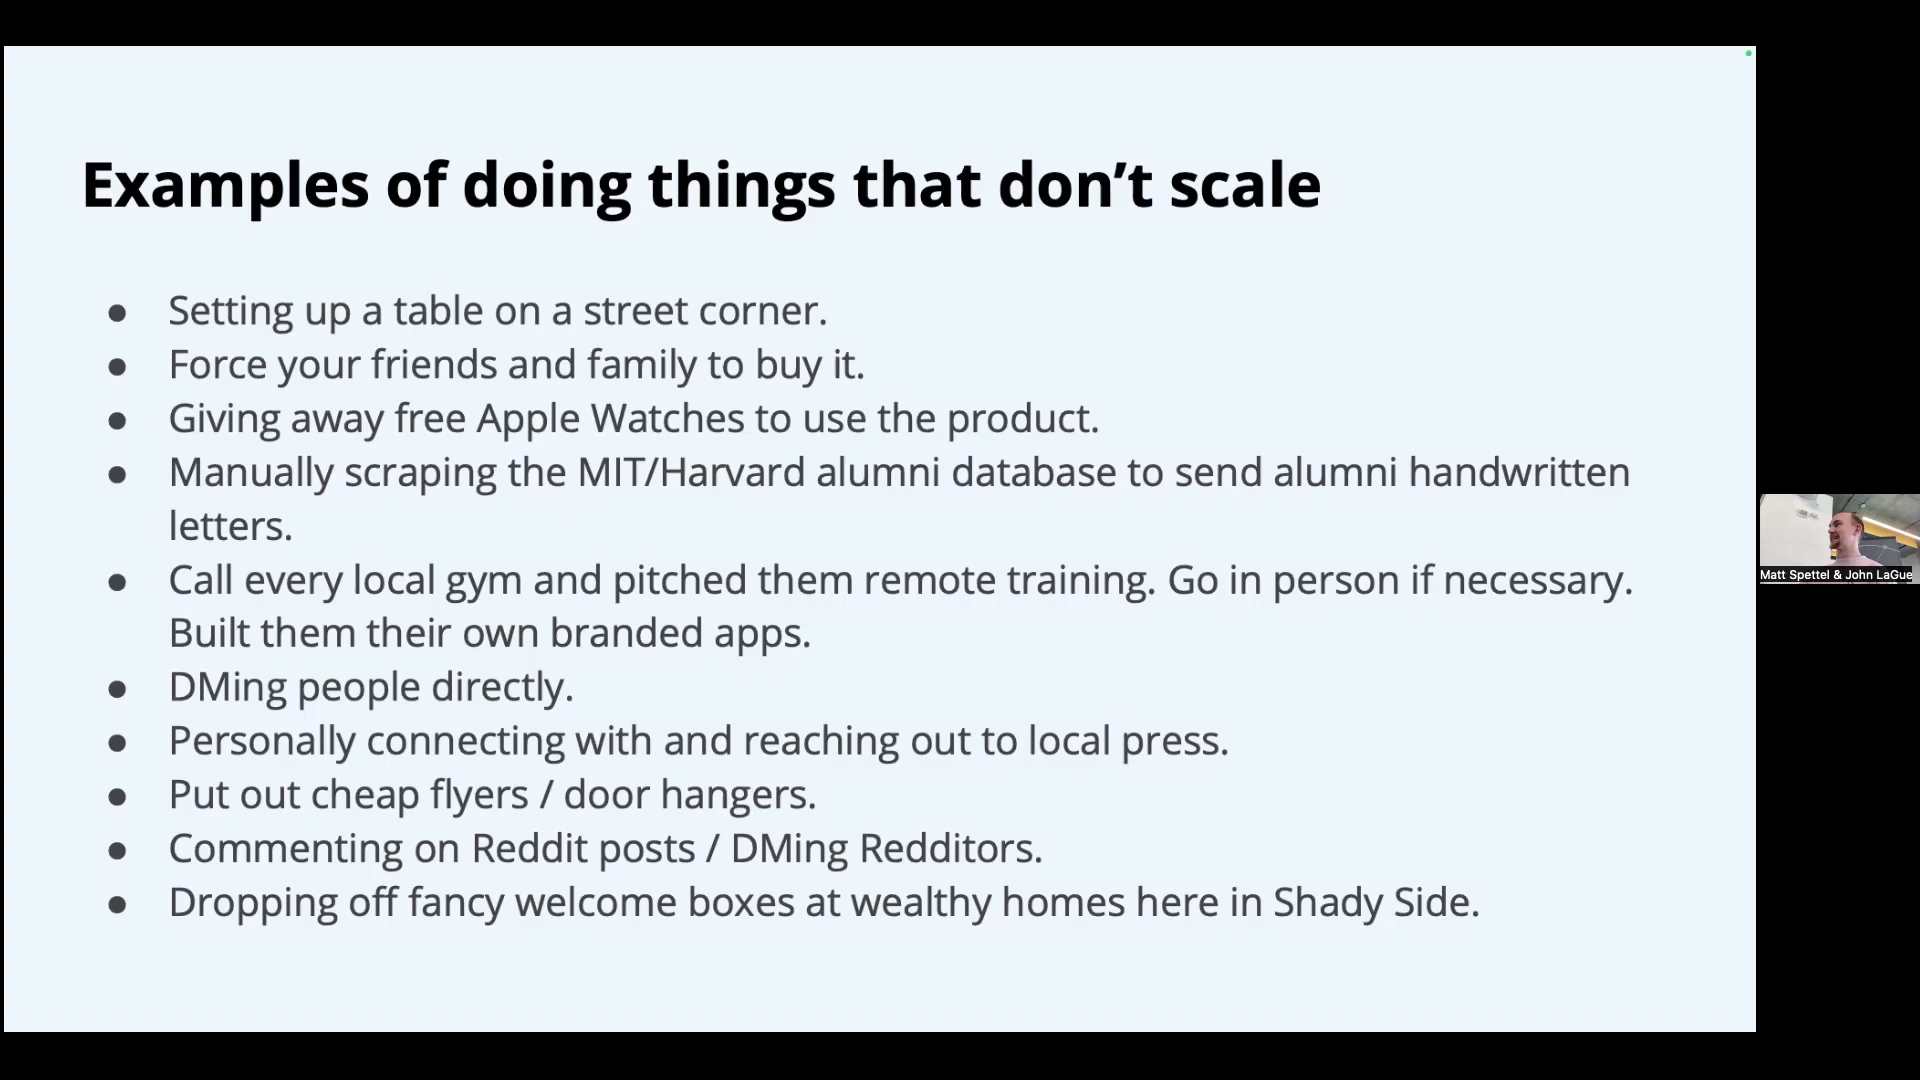 Examples of doing things that don’t scale
● Setting up a table on a street corner.
● Force your friends and family to buy it.
● Giving away free Apple Watches to use the product.
● Manually scraping the MIT/Harvard alumni database to send alumni handwritten
letters.
● Call every local gym and pitched them remote training. Go in person if necessary.
Built them their own branded apps.
● DMing people directly.
● Personally connecting with and reaching out to local press.
● Put out cheap flyers / door hangers.
● Commenting on Reddit posts / DMing Redditors.
● Dropping off fancy welcome boxes at wealthy homes here in Shady Side.
Matt Spettel & John LaGue